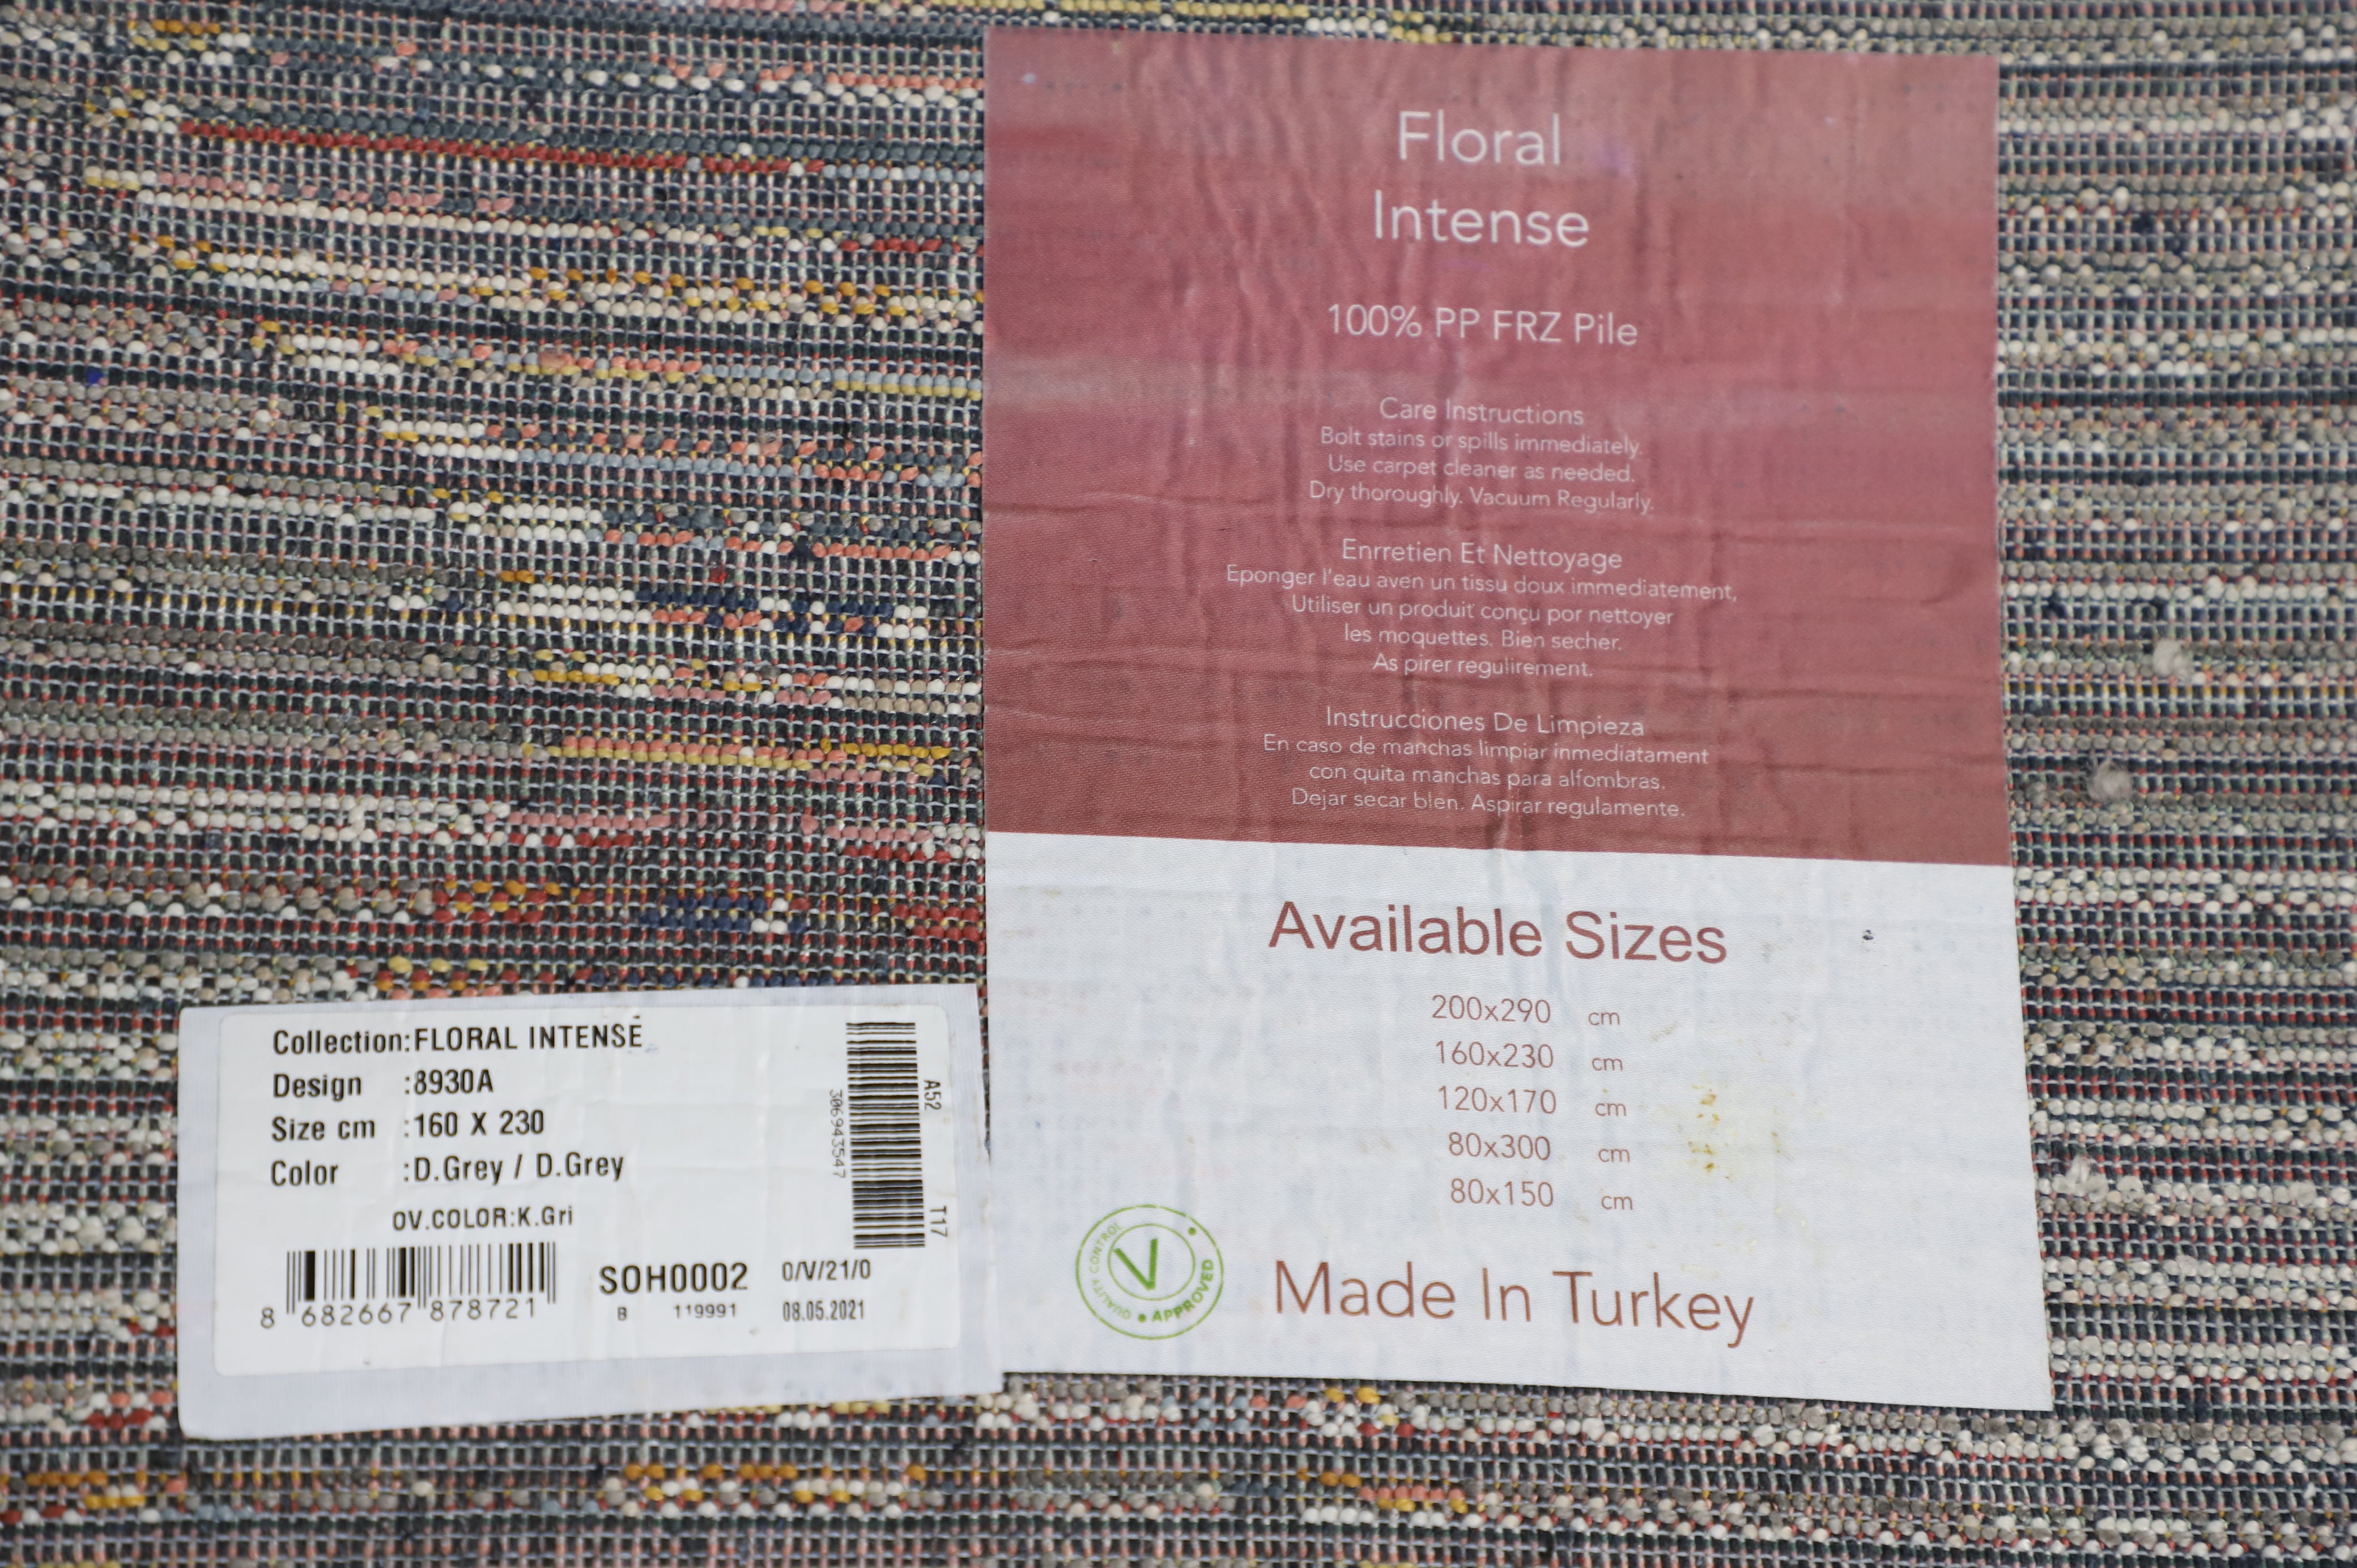 Floral
Intense
100% PP FRZ Pile
Care Instructions
Bolt stains or spills immediately.
Use carpet cleaner as needed.
Dry thoroughly. Vacuum Regularly.
Enrretien Et Nettoyage
Eponger l'eau aven un tissu doux immediatement,
Utiliser un produit conçu por nettoyer
les moquettes. Bien secher.
As pirer regulirement.
Instrucciones De Limpieza
En caso de manchas limpiar inmediatament
con quita manchas para alfombras.
Dejar secar bien. Aspirar regulamente.
Available Sizes
200x290 cm
160x230 cm
120x170 cm
80x300 cm
80x150 cm
QUALITY CONTROL
V
APPROVED
Made In Turkey
Collection:FLORAL INTENSE
Design :8930A
Size cm :160 X 230
Color :D.Grey / D.Grey
OV.COLOR:K.Gri
8 682667 878721
SOH0002 0/V/21/0
B 119991 08.05.2021
306943547
A52
T17